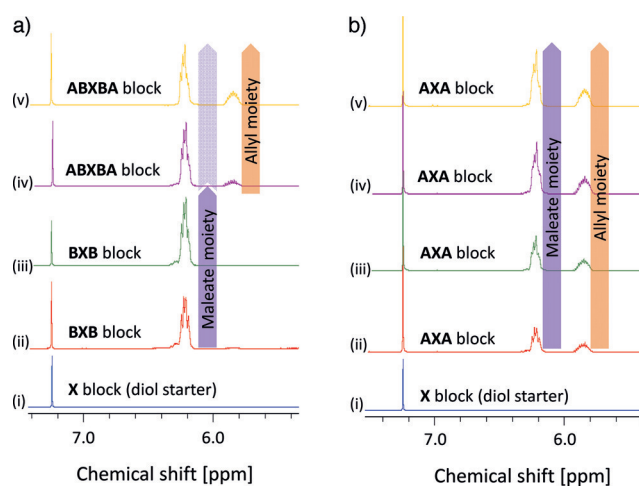 a)
(v)
ABXBA block
Allyl moiety
(iv)
ABXBA block
Maleate moiety
(iii)
BXB block
(ii)
BXB block
(i)
X block (diol starter)
7.0 6.0
Chemical shift [ppm]
b)
(v)
AXA block
Maleate moiety
Allyl moiety
(iv)
AXA block
(iii)
AXA block
(ii)
AXA block
(i)
X block (diol starter)
7.0 6.0
Chemical shift [ppm]